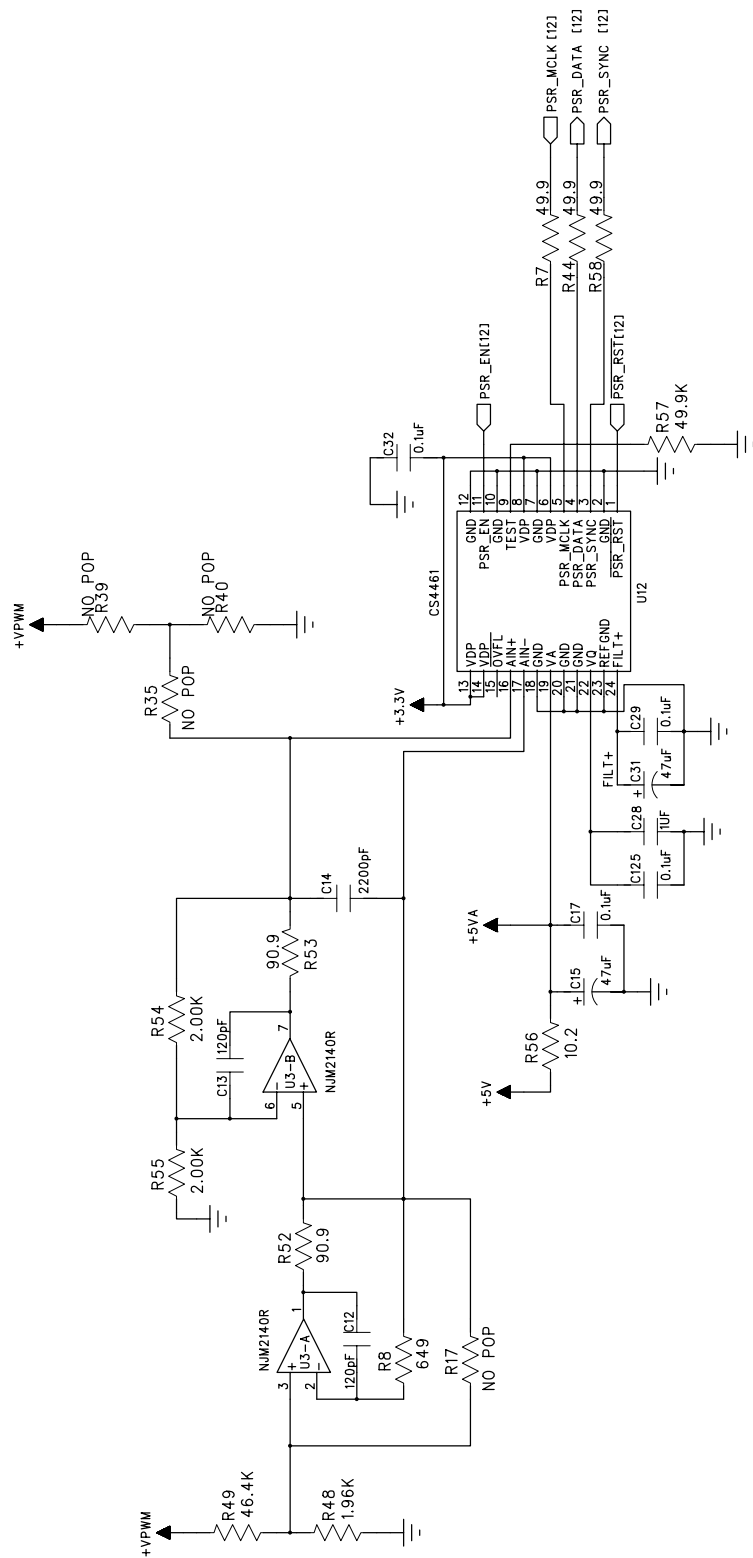 +VPWM
R49
46.4K
R48
1.96K
NJM2140R
3
+
2
-
U3-A
1
C12
120pF
R8
649
R17
NO POP
R52
90.9
R55
2.00K
R54
2.00K
C13
120pF
6
-
5
+
U3-B
7
NJM2140R
90.9
R53
C14
2200pF
+VPWM
NO POP
R39
NO POP
R40
R35
NO POP
+5V
R56
10.2
+5VA
+
C15
47uF
C17
0.1uF
C125
0.1uF
C28
1UF
FILT+
+
C31
47uF
C29
0.1uF
+3.3V
CS4461
U12
13 VDP
14 VDP
15 OVFL
16 AIN+
17 AIN-
18 GND
19 VA
20 GND
21 GND
22 VQ
23 REFGND
24 FILT+
GND 12
PSR_EN 11
GND 10
TEST 9
VDP 8
GND 7
VDP 6
PSR_MCLK 5
PSR_DATA 4
PSR_SYNC 3
GND 2
PSR_RST 1
C32
0.1uF
PSR_EN[12]
PSR_RST[12]
R57
49.9K
R7
49.9
PSR_MCLK [12]
R44
49.9
PSR_DATA [12]
R58
49.9
PSR_SYNC [12]